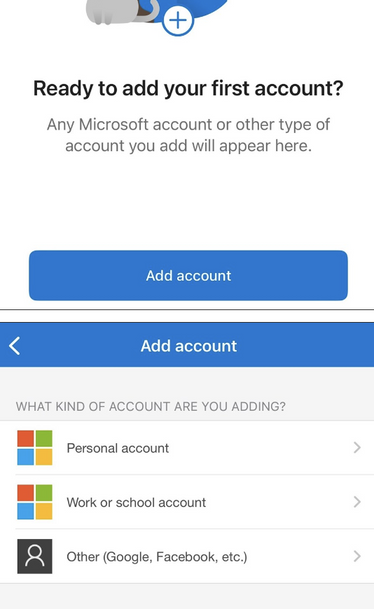 Ready to add your first account?
Any Microsoft account or other type of
account you add will appear here.
Add account
Add account
WHAT KIND OF ACCOUNT ARE YOU ADDING?
Personal account
Work or school account
Other (Google, Facebook, etc.)